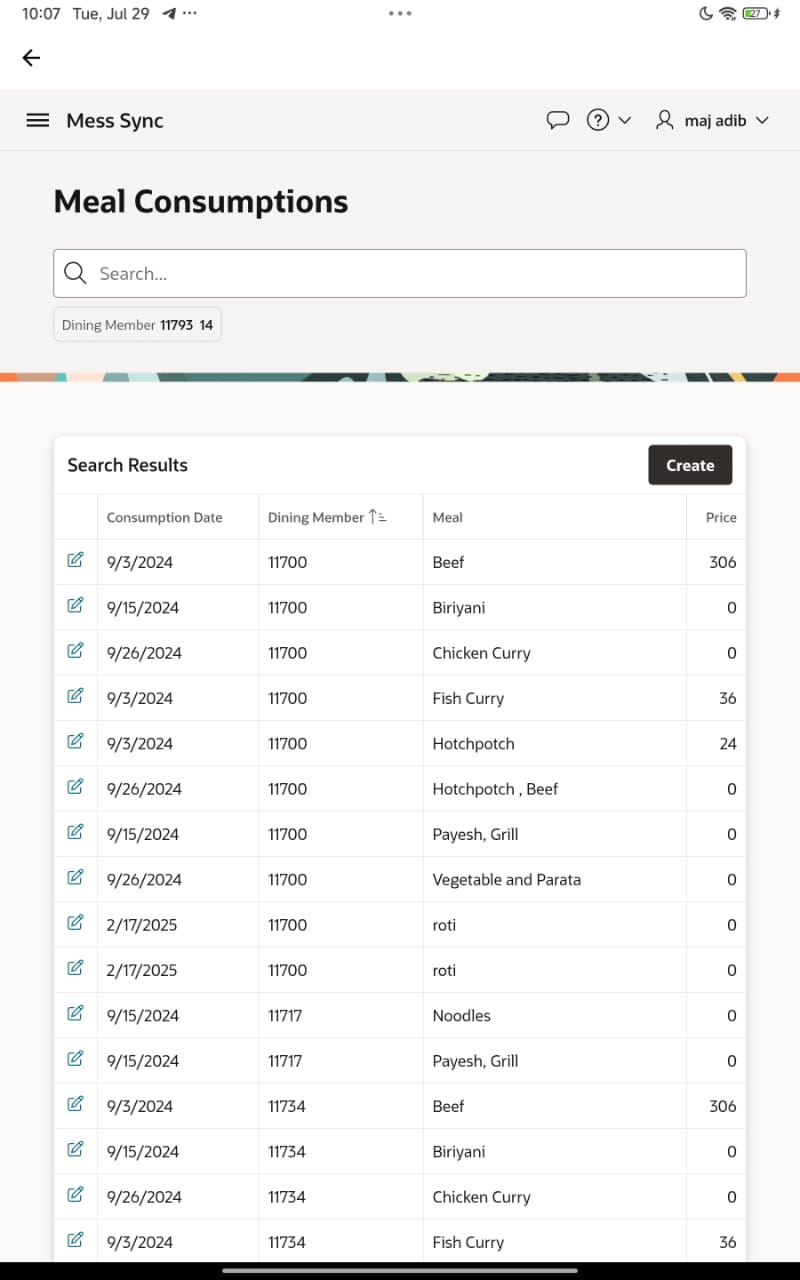 10:07 Tue, Jul 29
27
Mess Sync
maj adib
Meal Consumptions
Search...
Dining Member 11793 14
Search Results
Create
Consumption Date Dining Member Meal Price
9/3/2024 11700 Beef 306
9/15/2024 11700 Biriyani 0
9/26/2024 11700 Chicken Curry 0
9/3/2024 11700 Fish Curry 36
9/3/2024 11700 Hotchpotch 24
9/26/2024 11700 Hotchpotch , Beef 0
9/15/2024 11700 Payesh, Grill 0
9/26/2024 11700 Vegetable and Parata 0
2/17/2025 11700 roti 0
2/17/2025 11700 roti 0
9/15/2024 11717 Noodles 0
9/15/2024 11717 Payesh, Grill 0
9/3/2024 11734 Beef 306
9/15/2024 11734 Biriyani 0
9/26/2024 11734 Chicken Curry 0
9/3/2024 11734 Fish Curry 36